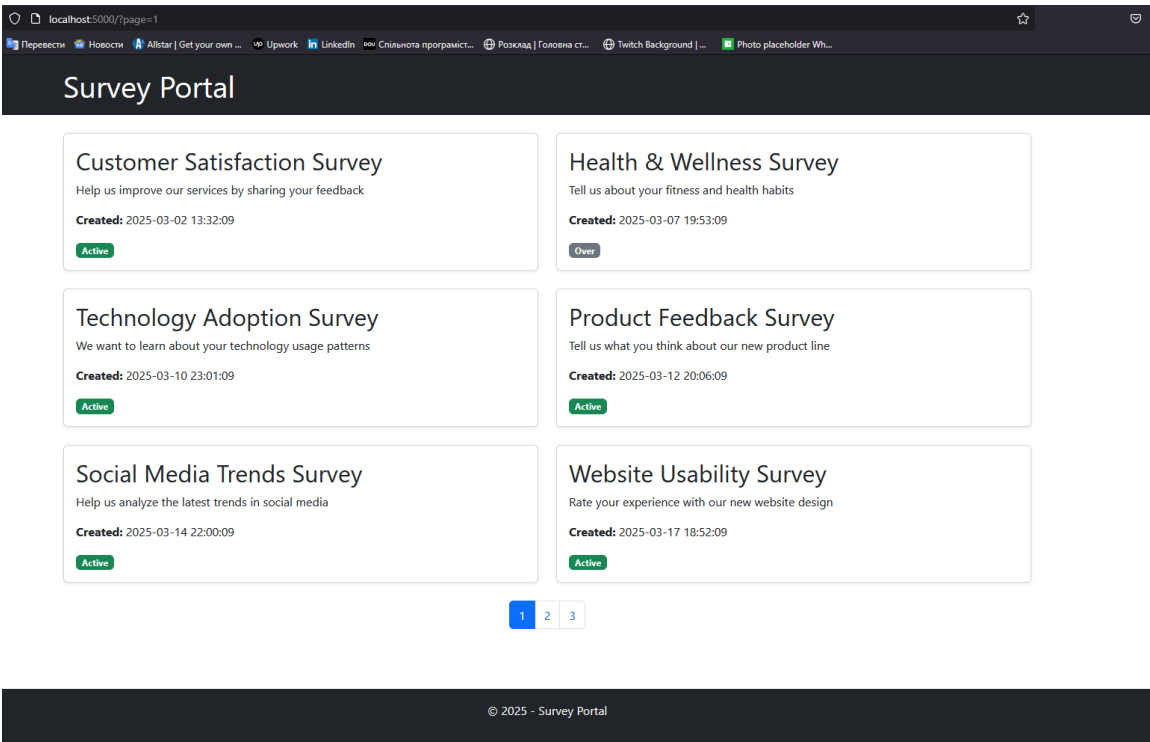 localhost:5000/?page=1
Перевести Новости Allstar | Get your own ... Upwork LinkedIn Спільнота програміст... Розклад | Головна ст... Twitch Background | ... Photo placeholder Wh...
Survey Portal
Customer Satisfaction Survey
Help us improve our services by sharing your feedback
Created: 2025-03-02 13:32:09
Active
Health & Wellness Survey
Tell us about your fitness and health habits
Created: 2025-03-07 19:53:09
Over
Technology Adoption Survey
We want to learn about your technology usage patterns
Created: 2025-03-10 23:01:09
Active
Product Feedback Survey
Tell us what you think about our new product line
Created: 2025-03-12 20:06:09
Active
Social Media Trends Survey
Help us analyze the latest trends in social media
Created: 2025-03-14 22:00:09
Active
Website Usability Survey
Rate your experience with our new website design
Created: 2025-03-17 18:52:09
Active
1 2 3
© 2025 - Survey Portal